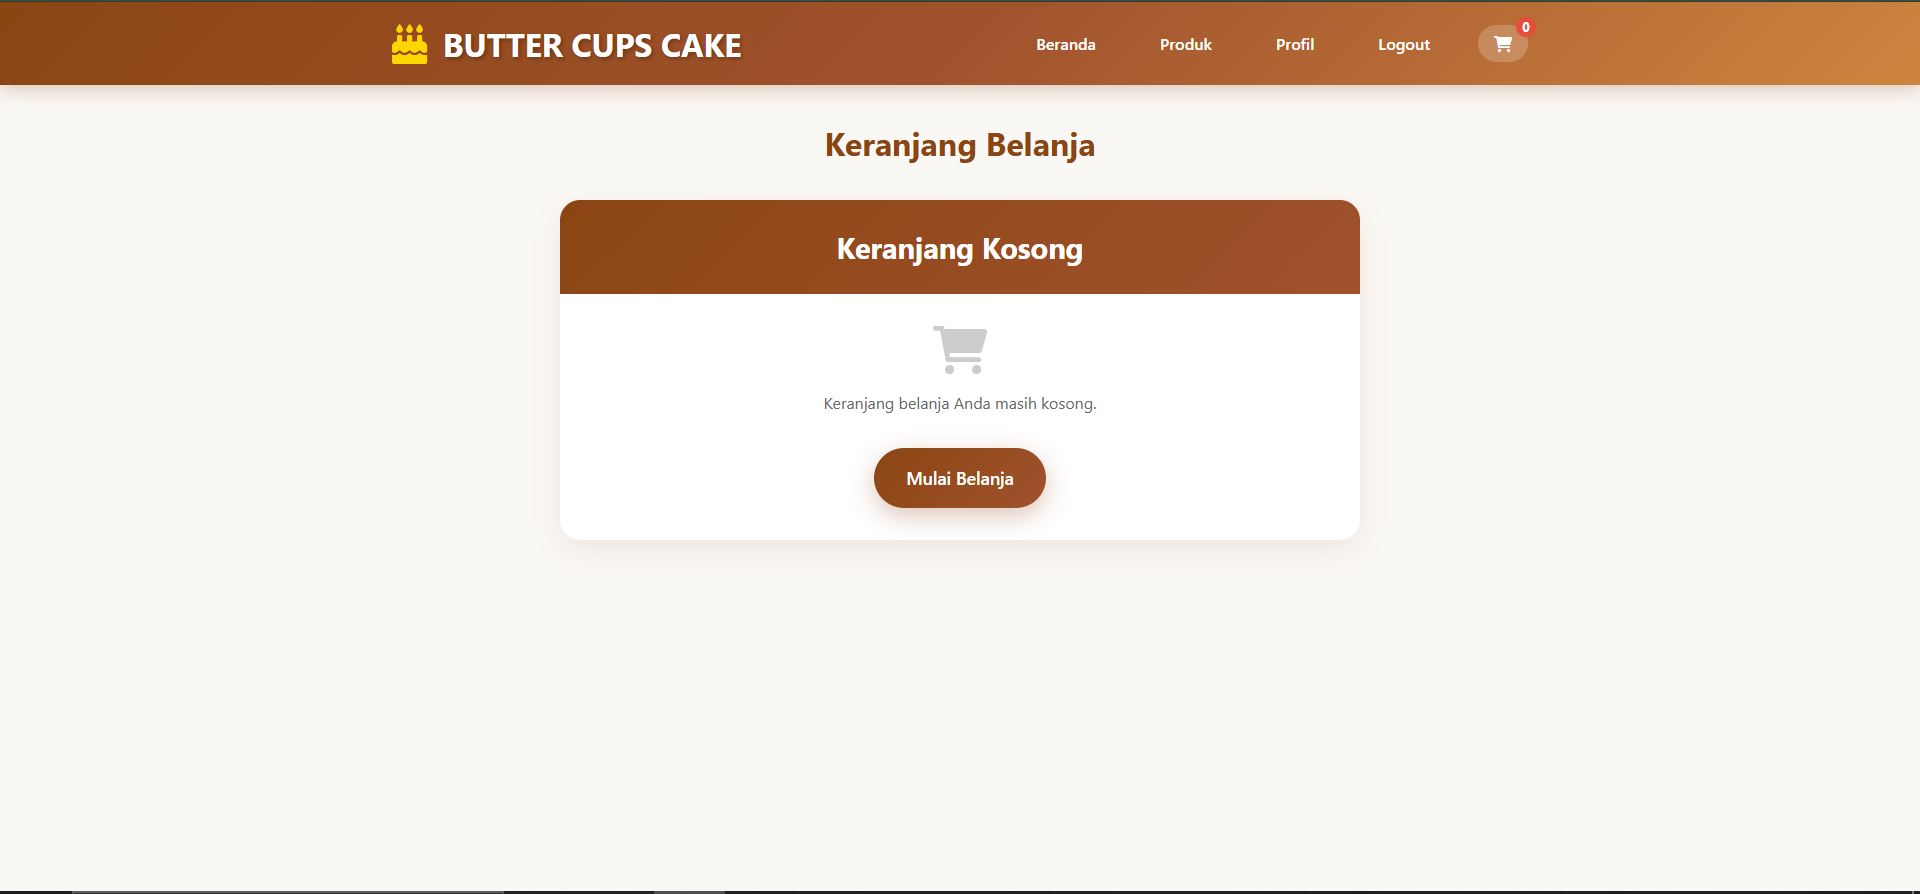 BUTTER CUPS CAKE
Beranda
Produk
Profil
Logout
0
Keranjang Belanja
Keranjang Kosong
Keranjang belanja Anda masih kosong.
Mulai Belanja